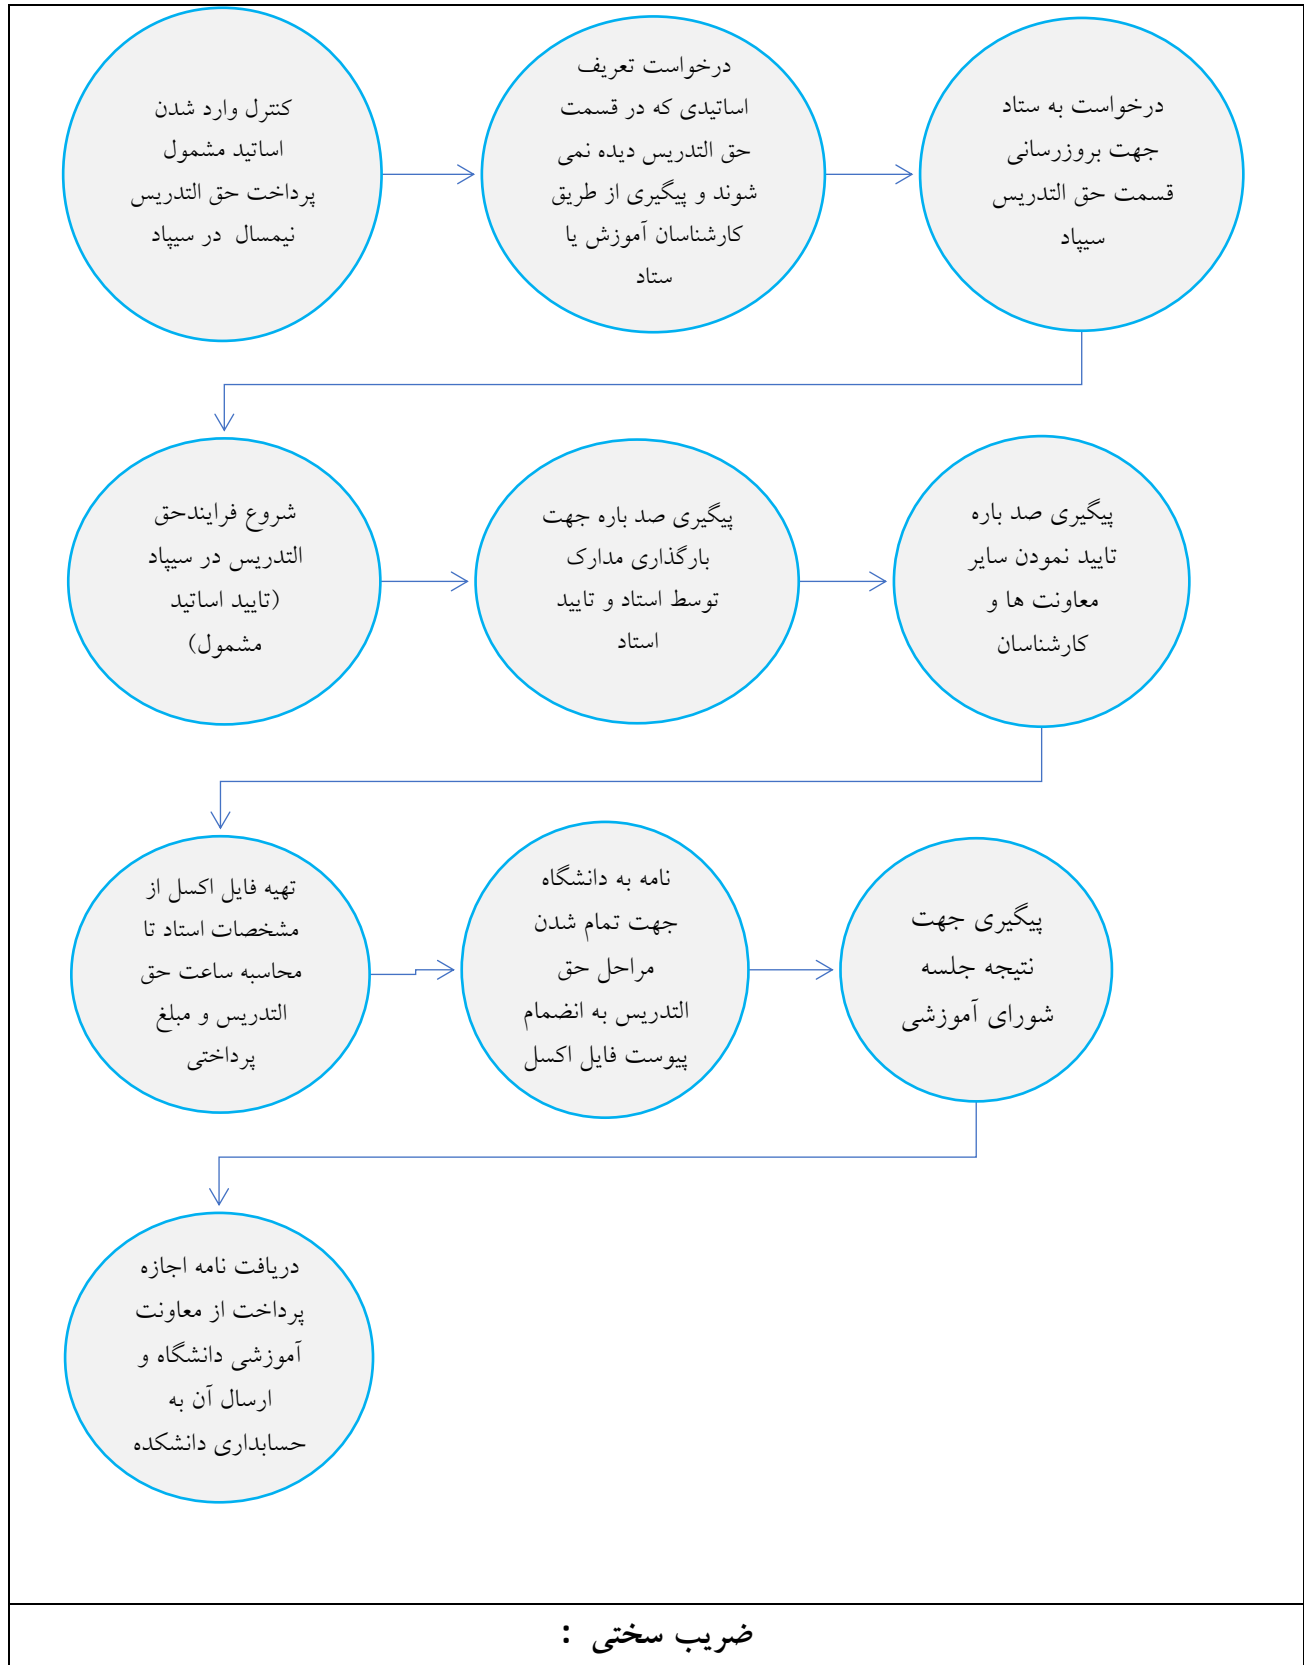 کنترل وارد شدن
اساتید مشمول
پرداخت حق التدریس
نیمسال در سیپاد
درخواست تعریف
اساتیدی که در قسمت
حق التدریس دیده نمی
شوند و پیگیری از طریق
کارشناسان آموزش یا
ستاد
درخواست به ستاد
جهت بروزرسانی
قسمت حق التدریس
سیپاد
شروع فرایندحق
التدریس در سیپاد
(تایید اساتید
مشمول)
پیگیری صد باره جهت
بارگذاری مدارک
توسط استاد و تایید
استاد
پیگیری صد باره
تایید نمودن سایر
معاونت ها و
کارشناسان
تهیه فایل اکسل از
مشخصات استاد تا
محاسبه ساعت حق
التدریس و مبلغ
پرداختی
نامه به دانشگاه
جهت تمام شدن
مراحل حق
التدریس به انضمام
پیوست فایل اکسل
پیگیری جهت
نتیجه جلسه
شورای آموزشی
دریافت نامه اجازه
پرداخت از معاونت
آموزشی دانشگاه و
ارسال آن به
حسابداری دانشکده
ضریب سختی :